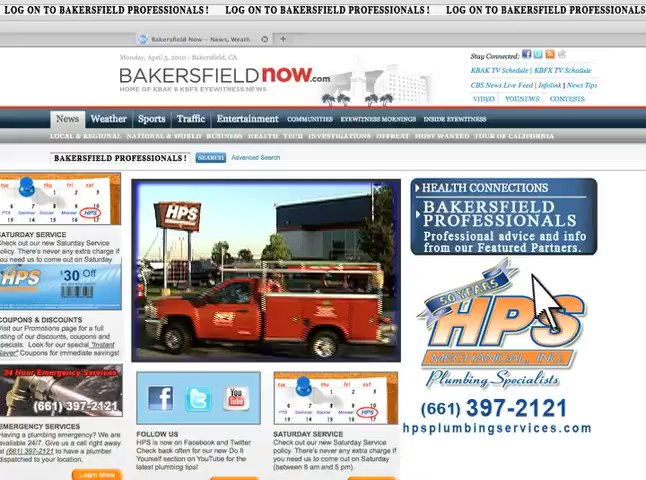 LOG ON TO BAKERSFIELD PROFESSIONALS! LOG ON TO BAKERSFIELD PROFESSIONALS! LOG ON TO BAKERSFIELD PROFESSIONALS
Bakersfield Now -- News, Weath
Monday, April 5, 2010 - Bakersfield, CA
BAKERSFIELDNOW.com
HOME OF KBAK & KBFX EYEWITNESS NEWS
Stay Connected:
KBAK TV Schedule | KBFX TV Schedule
CBS News Live Feed | Infolink | News Tips
VIDEO YOUNEWS CONTESTS
News Weather Sports Traffic Entertainment COMMUNITIES EYEWITNESS MORNINGS INSIDE EYEWITNESS
LOCAL & REGIONAL NATIONAL & WORLD BUSINESS HEALTH TECH INVESTIGATIONS OFFBEAT MOST WANTED TOUR OF CALIFORNIA
BAKERSFIELD PROFESSIONALS! SEARCH Advanced Search
SATURDAY SERVICE
Check out our new Saturday Service
policy. There's never any extra charge if
you need us to come out on Saturday
HPS $30 Off
COUPONS & DISCOUNTS
Visit our Promotions page for a full
listing of our discounts, coupons and
specials. Look for our special "Instant
Saver" Coupons for immediate savings!
24 Hour Emergency Services
(661) 397-2121
EMERGENCY SERVICES
Having a plumbing emergency? We are
available 24/7. Give us a call right away
at (661) 397-2121 to have a plumber
dispatched to your location.
Learn More
HPS
You Tube
FOLLOW US
HPS is now on Facebook and Twitter
Check back often for our new Do It
Yourself section on YouTube for the
latest plumbing tips!
HPS
SATURDAY SERVICE
Check out our new Saturday Service
policy. There's never any extra charge if
you need us to come out on Saturday
(between 8 am and 5 pm).
HEALTH CONNECTIONS
BAKERSFIELD
PROFESSIONALS
Professional advice and info
from our Featured Partners.
50 YEARS
HPS
MECHANICAL, INC.
Plumbing Specialists
(661) 397-2121
hpsplumbingservices.com